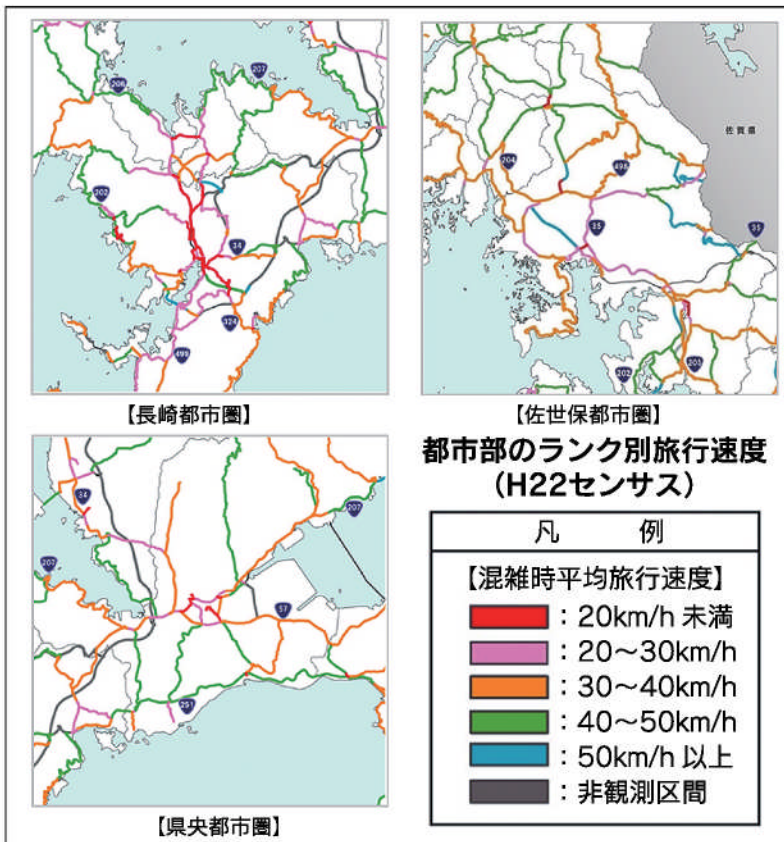 206
207
202
34
324
499
【長崎都市圏】
佐賀県
204
498
35
35
202
【佐世保都市圏】
34
207
207
57
251
【県央都市圏】
都市部のランク別旅行速度
(H22センサス)
凡 例
【混雑時平均旅行速度】
:20km/h 未満
:20~30km/h
:30~40km/h
:40~50km/h
:50km/h 以上
:非観測区間